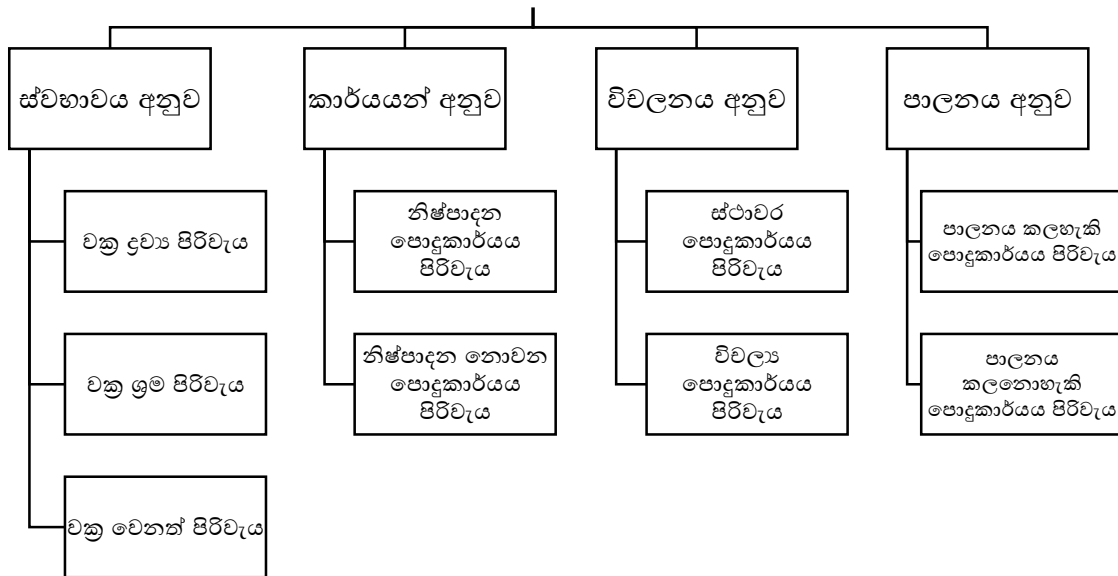 ස්වභාවය අනුව
කාර්යයන් අනුව
විචලනය අනුව
පාලනය අනුව
වක්‍ර ද්‍රව්‍ය පිරිවැය
නිෂ්පාදන
පොදුකාර්යය
පිරිවැය
ස්ථාවර
පොදුකාර්යය
පිරිවැය
පාලනය කලහැකි
පොදුකාර්යය පිරිවැය
වක්‍ර ශ්‍රම පිරිවැය
නිෂ්පාදන නොවන
පොදුකාර්යය
පිරිවැය
විචල්‍ය
පොදුකාර්යය
පිරිවැය
පාලනය
කලනොහැකි
පොදුකාර්යය පිරිවැය
වක්‍ර වෙනත් පිරිවැය